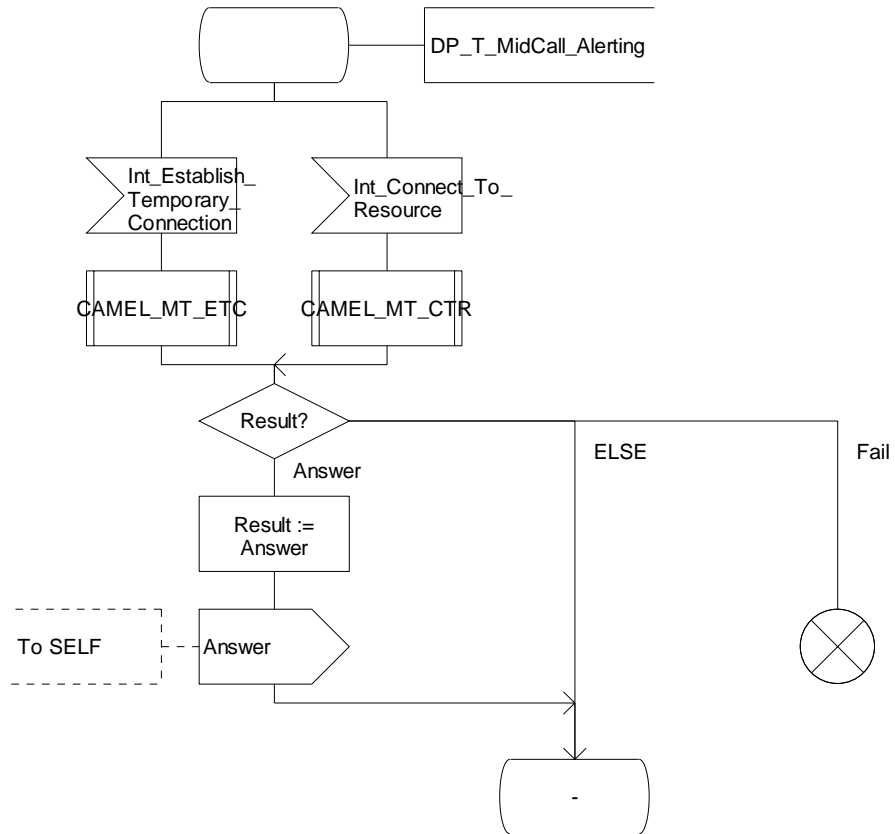 DP_T_MidCall_Alerting
Int_Establish_
Temporary_
Connection
Int_Connect_To_
Resource
CAMEL_MT_ETC
CAMEL_MT_CTR
Result?
ELSE
Fail
Answer
Result :=
Answer
To SELF
Answer
-